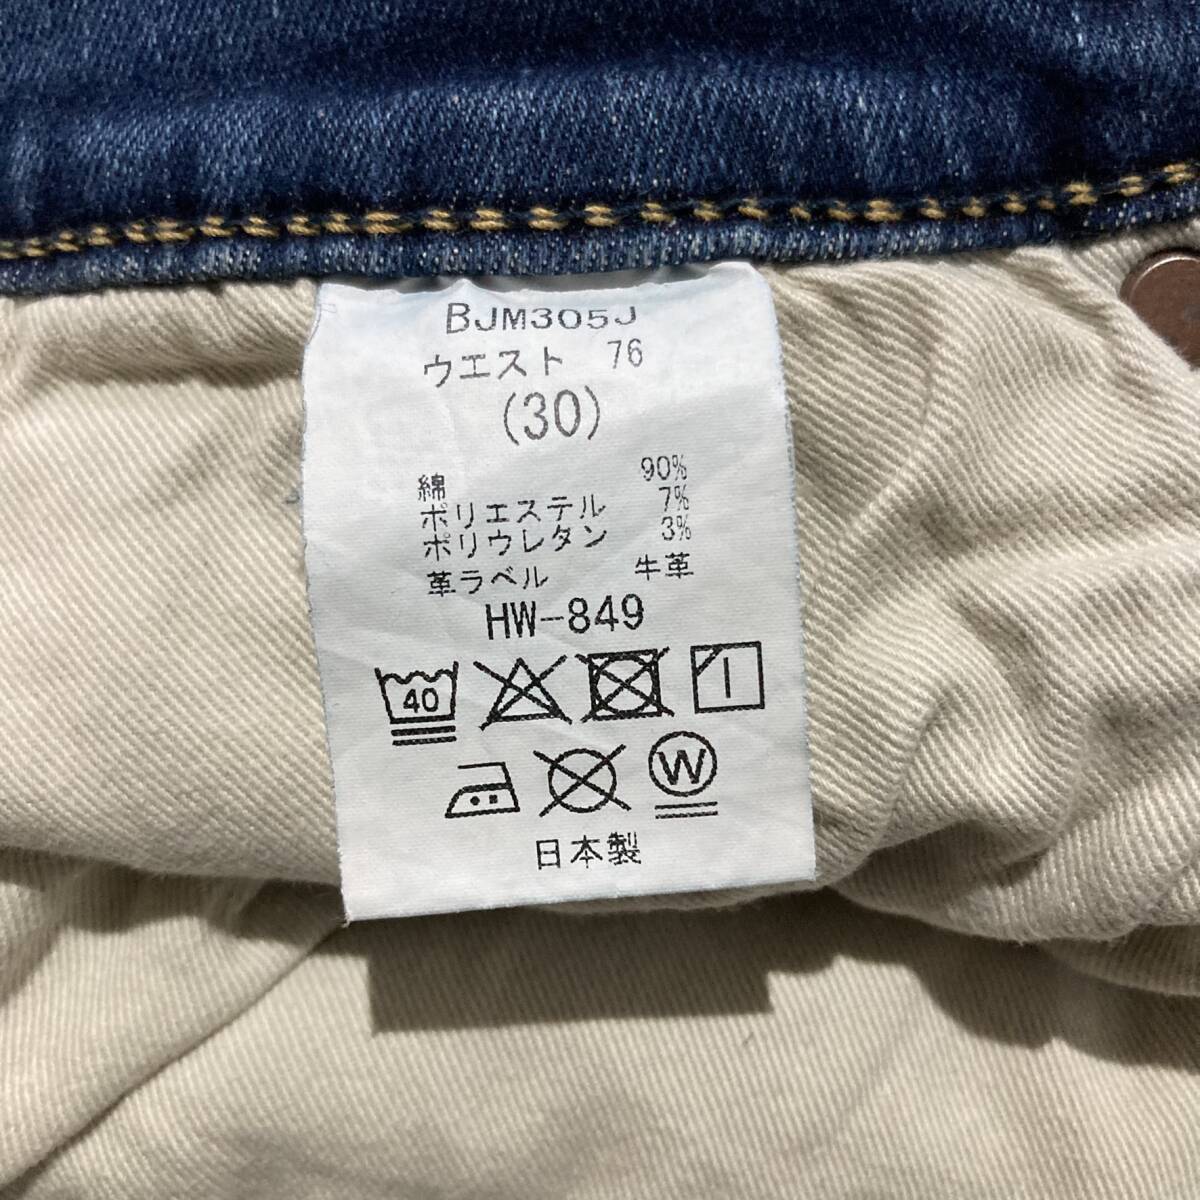 BJM305J
ウエスト 76
(30)
綿 90%
ポリエステル 7%
ポリウレタン 3%
革ラベル 牛革
HW-849
40
W
日本製